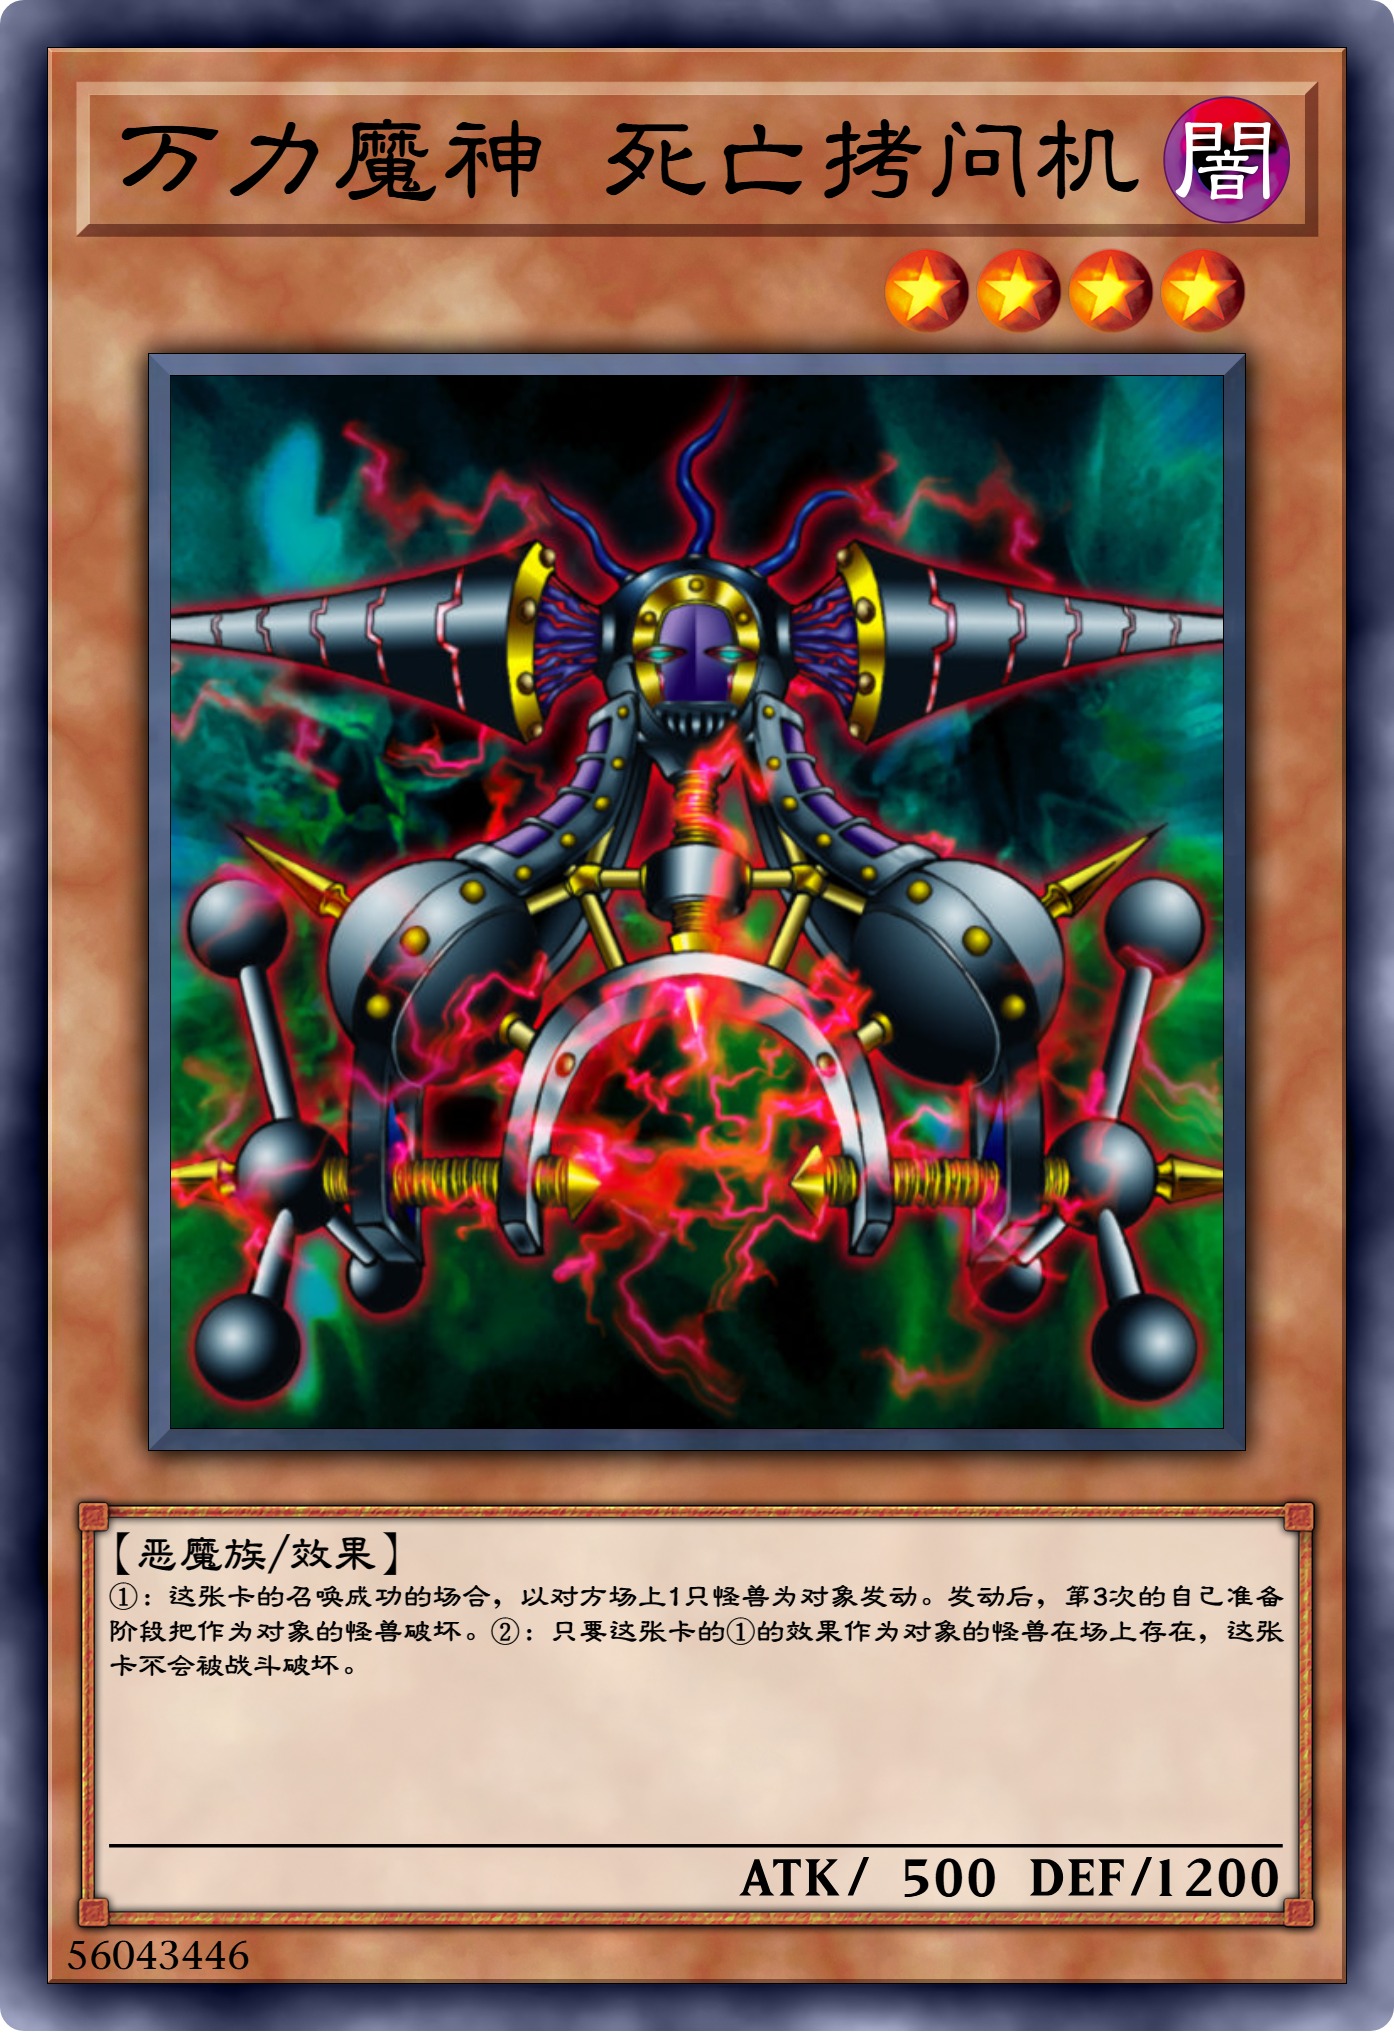 万力魔神 死亡拷问机 闇
【恶魔族/效果】
①：这张卡的召唤成功的场合，以对方场上1只怪兽为对象发动。发动后，第3次的自己准备
阶段把作为对象的怪兽破坏。②：只要这张卡的①的效果作为对象的怪兽在场上存在，这张
卡不会被战斗破坏。
ATK/ 500 DEF/1200
56043446